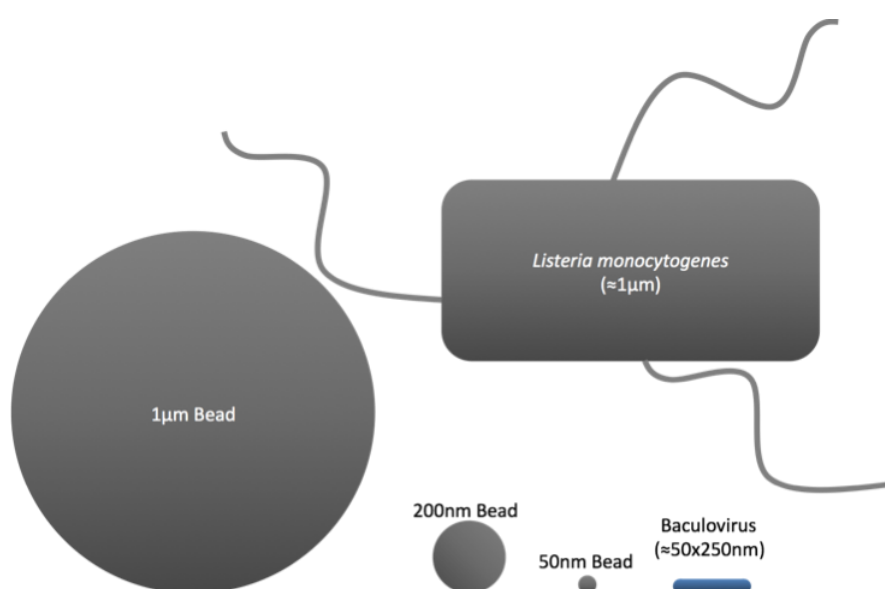 Listeria monocytogenes
(≈1μm)
1μm Bead
200nm Bead
50nm Bead
Baculovirus
(≈50x250nm)